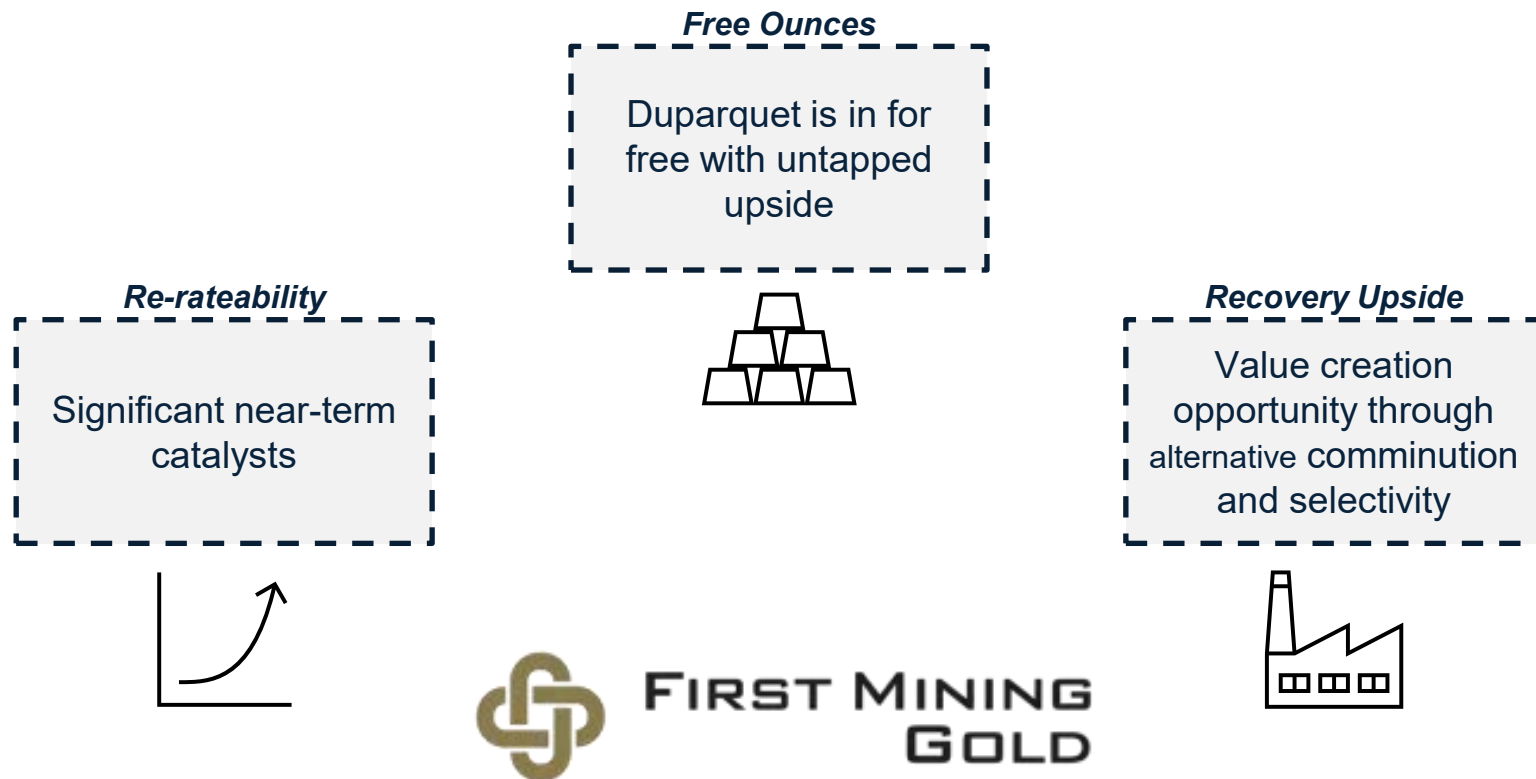 Free Ounces
Duparquet is in for
free with untapped
upside
Re-rateability
Significant near-term
catalysts
Recovery Upside
Value creation
opportunity through
alternative comminution
and selectivity
FIRST MINING
GOLD